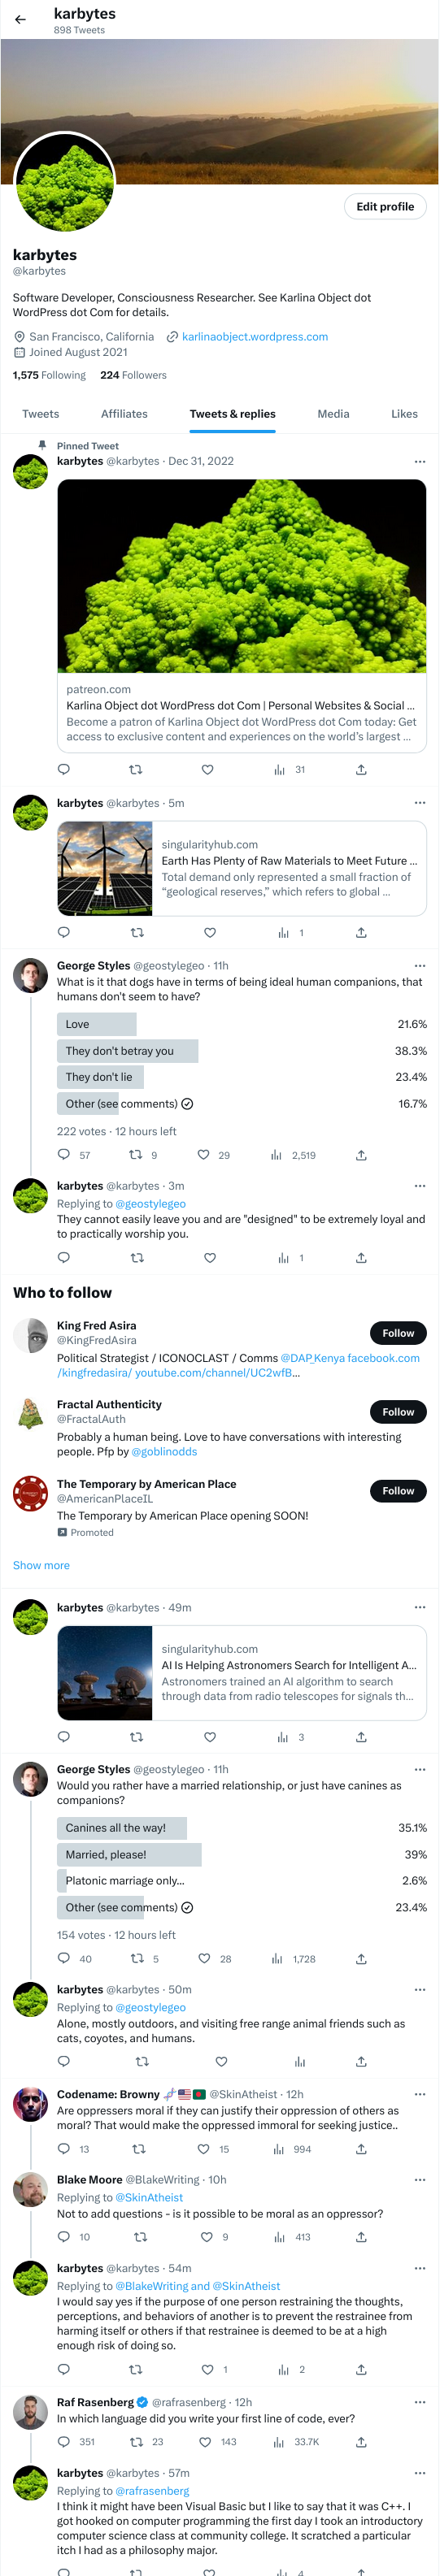 karbytes
898 Tweets
Edit profile
karbytes
@karbytes
Software Developer, Consciousness Researcher. See Karlina Object dot
WordPress dot Com for details.
San Francisco, California karlinaobject.wordpress.com
Joined August 2021
1,575 Following 224 Followers
Tweets Affiliates Tweets & replies Media Likes
Pinned Tweet
karbytes @karbytes · Dec 31, 2022
patreon.com
Karlina Object dot WordPress dot Com | Personal Websites & Social ...
Become a patron of Karlina Object dot WordPress dot Com today: Get
access to exclusive content and experiences on the world's largest ...
31
karbytes @karbytes · 5m
singularityhub.com
Earth Has Plenty of Raw Materials to Meet Future ...
Total demand only represented a small fraction of
“geological reserves,” which refers to global ...
1
George Styles @geostylegeo · 11h
What is it that dogs have in terms of being ideal human companions, that
humans don't seem to have?
Love 21.6%
They don't betray you 38.3%
They don't lie 23.4%
Other (see comments) 16.7%
222 votes · 12 hours left
57 9 29 2,519
karbytes @karbytes · 3m
Replying to @geostylegeo
They cannot easily leave you and are "designed" to be extremely loyal and
to practically worship you.
1
Who to follow
King Fred Asira
@KingFredAsira
Follow
Political Strategist / ICONOCLAST / Comms @DAP_Kenya facebook.com
/kingfredasira/ youtube.com/channel/UC2wfB...
Fractal Authenticity
@FractalAuth
Follow
Probably a human being. Love to have conversations with interesting
people. Pfp by @goblinodds
The Temporary by American Place
@AmericanPlaceIL
Follow
The Temporary by American Place opening SOON!
Promoted
Show more
karbytes @karbytes · 49m
singularityhub.com
AI Is Helping Astronomers Search for Intelligent A...
Astronomers trained an AI algorithm to search
through data from radio telescopes for signals th...
3
George Styles @geostylegeo · 11h
Would you rather have a married relationship, or just have canines as
companions?
Canines all the way! 35.1%
Married, please! 39%
Platonic marriage only... 2.6%
Other (see comments) 23.4%
154 votes · 12 hours left
40 5 28 1,728
karbytes @karbytes · 50m
Replying to @geostylegeo
Alone, mostly outdoors, and visiting free range animal friends such as
cats, coyotes, and humans.
Codename: Browny @SkinAtheist · 12h
Are oppressers moral if they can justify their oppression of others as
moral? That would make the oppressed immoral for seeking justice..
13 15 994
Blake Moore @BlakeWriting · 10h
Replying to @SkinAtheist
Not to add questions - is it possible to be moral as an oppressor?
10 9 413
karbytes @karbytes · 54m
Replying to @BlakeWriting and @SkinAtheist
I would say yes if the purpose of one person restraining the thoughts,
perceptions, and behaviors of another is to prevent the restrainee from
harming itself or others if that restrainee is deemed to be at a high
enough risk of doing so.
1 2
Raf Rasenberg @rafrasenberg · 12h
In which language did you write your first line of code, ever?
351 23 143 33.7K
karbytes @karbytes · 57m
Replying to @rafrasenberg
I think it might have been Visual Basic but I like to say that it was C++. I
got hooked on computer programming the first day I took an introductory
computer science class at community college. It scratched a particular
itch I had as a philosophy major.
4